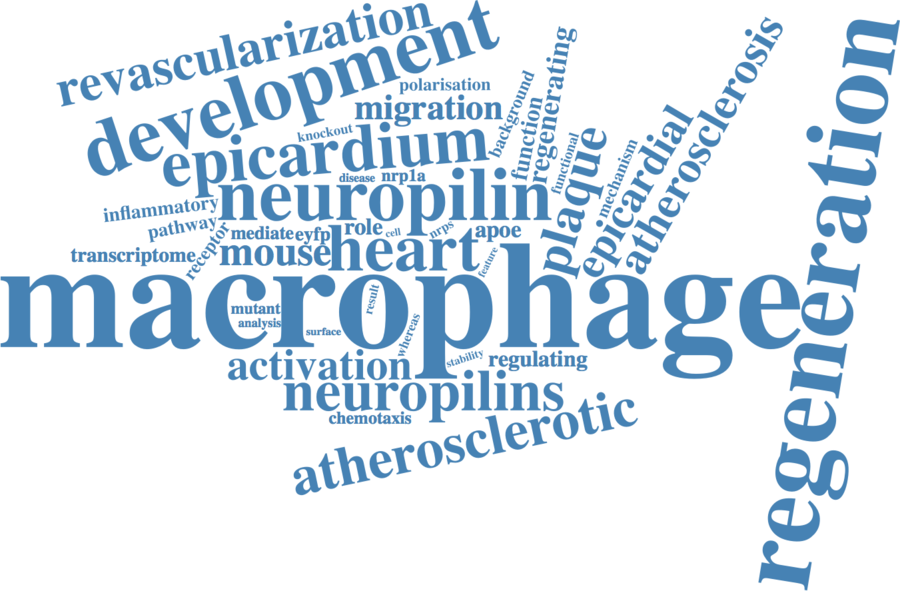 revascularization
development
polarisation
migration
knockout
epicardium
disease
nrp1a
neuropilin
inflammatory
pathway
receptor
mediate
eyfp
role
cell
nrps
apoe
transcriptome
mouse
heart
feature
background
function
regenerating
functional
plaque
mechanism
epicardial
atherosclerosis
regeneration
macrophage
mutant
analysis
result
surface
whereas
stability
regulating
activation
neuropilins
chemotaxis
atherosclerotic